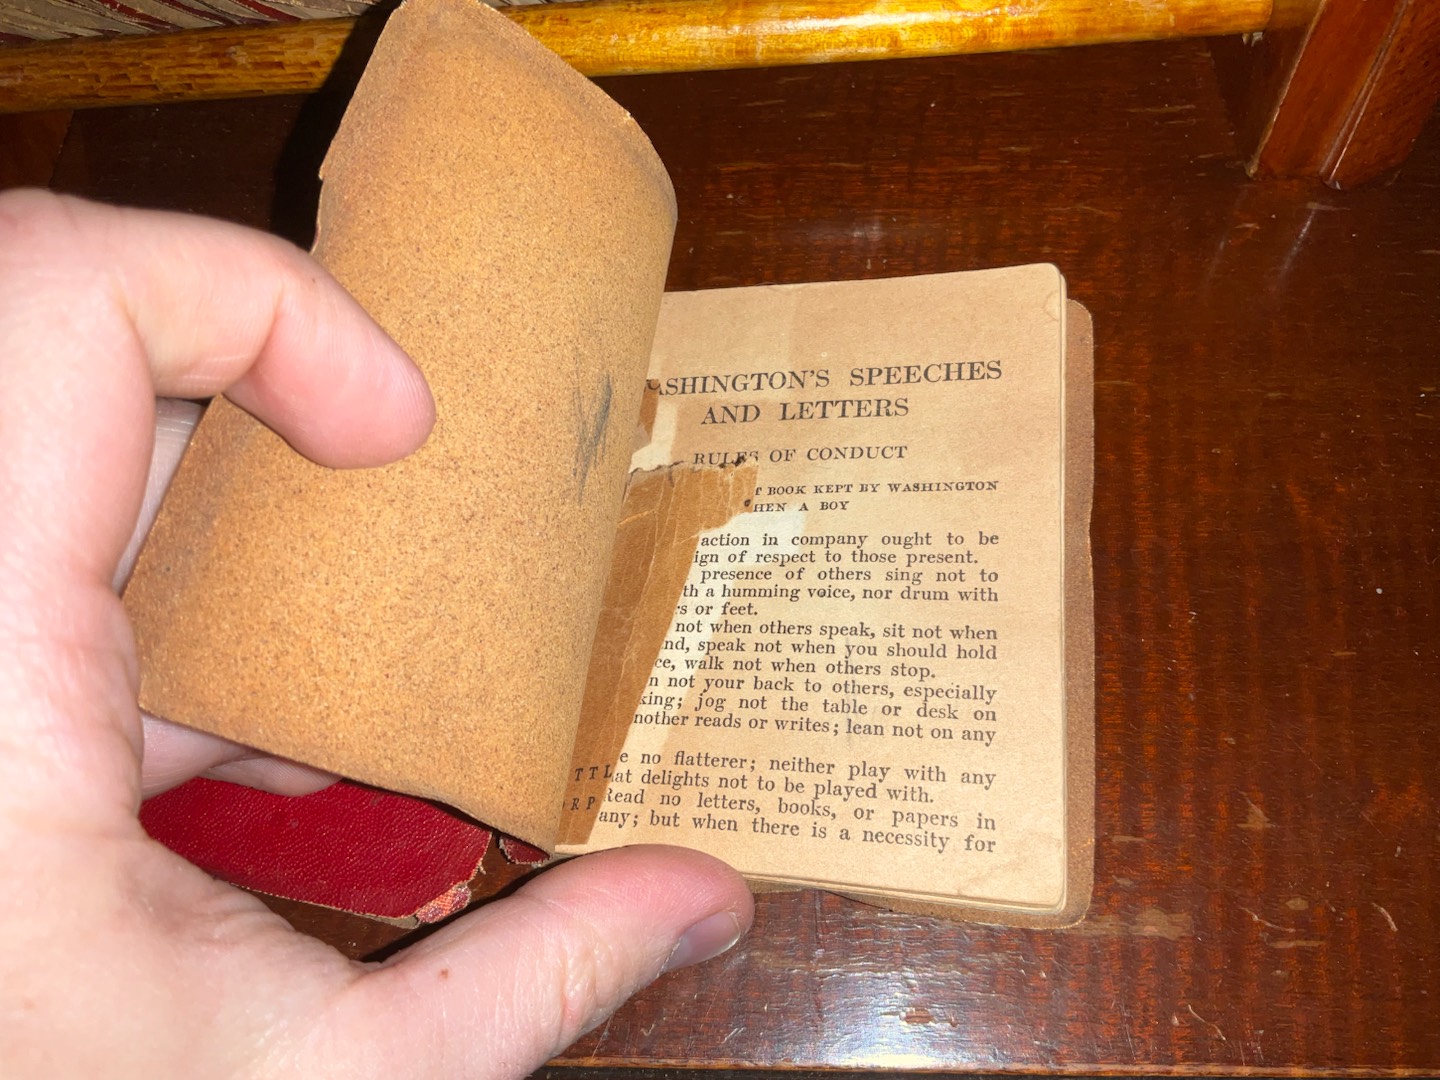 WASHINGTON'S SPEECHES
AND LETTERS
RULES OF CONDUCT
T BOOK KEPT BY WASHINGTON
HEN A BOY
action in company ought to be
ign of respect to those present.
presence of others sing not to
th a humming voice, nor drum with
rs or feet.
not when others speak, sit not when
nd, speak not when you should hold
ce, walk not when others stop.
n not your back to others, especially
king; jog not the table or desk on
nother reads or writes; lean not on any
e no flatterer; neither play with any
TTL at delights not to be played with.
ORP Read no letters, books, or papers in
any; but when there is a necessity for